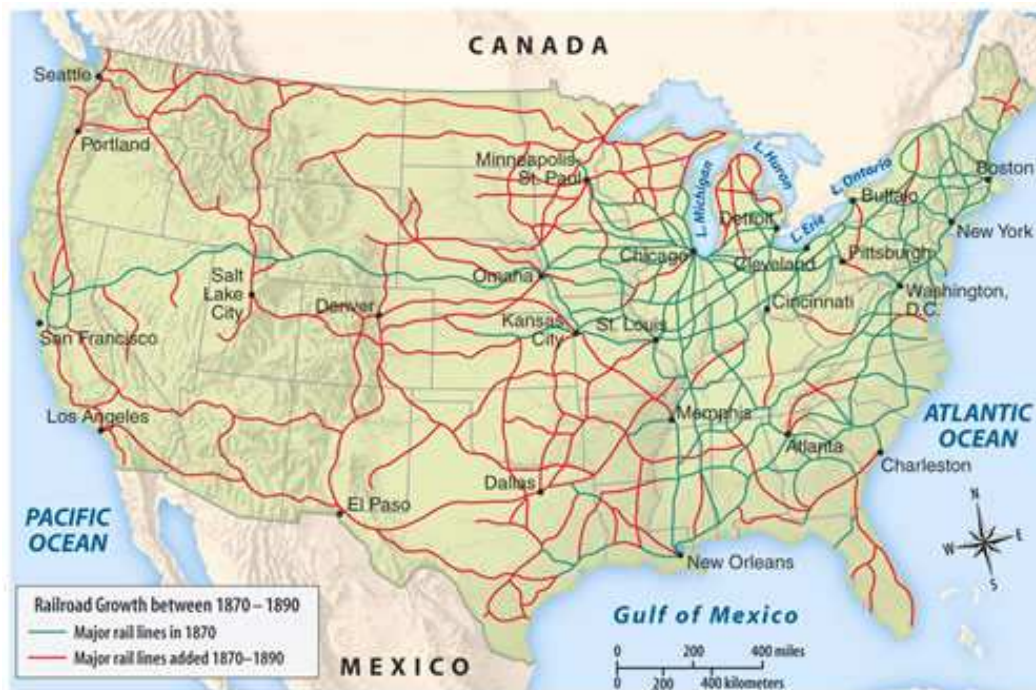 CANADA
Seattle
Portland
Minneapolis-
St. Paul
L. Michigan
L. Huron
L. Ontario
L. Erie
Boston
Buffalo
Detroit
New York
Chicago
Cleveland
Pittsburgh
Omaha
Salt
Lake
City
Denver
Cincinnati
Washington,
D.C.
Kansas
City
St. Louis
San Francisco
Los Angeles
Memphis
ATLANTIC
OCEAN
Atlanta
Charleston
Dallas
El Paso
PACIFIC
OCEAN
New Orleans
N
W
E
S
Gulf of Mexico
MEXICO
Railroad Growth between 1870–1890
Major rail lines in 1870
Major rail lines added 1870–1890
0 200 400 miles
0 200 400 kilometers